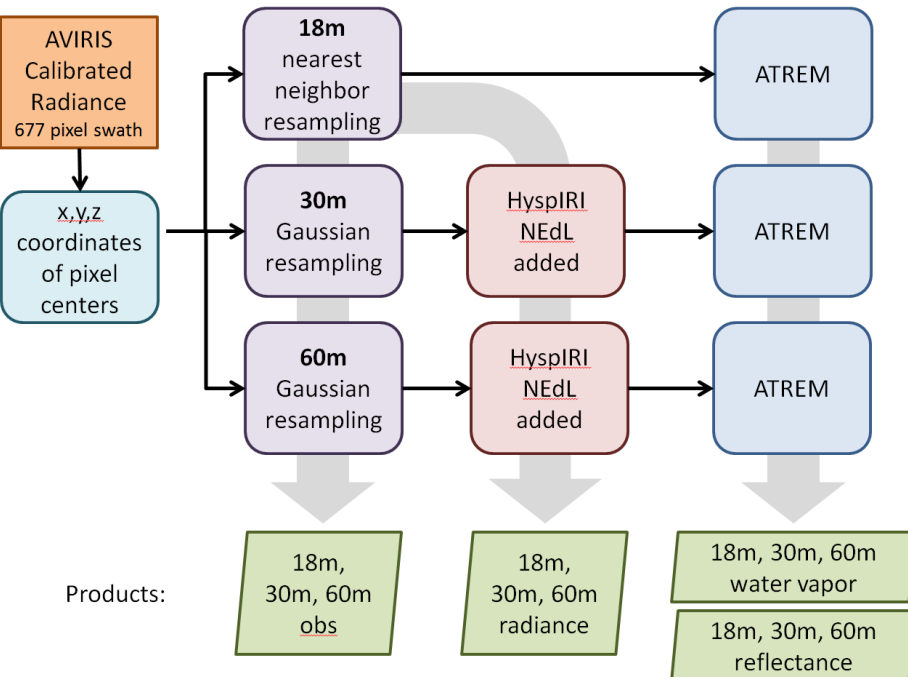 AVIRIS
Calibrated
Radiance
677 pixel swath
x,y,z
coordinates
of pixel
centers
18m
nearest
neighbor
resampling
ATREM
30m
Gaussian
resampling
HyspIRI
NEdL
added
ATREM
60m
Gaussian
resampling
HyspIRI
NEdL
added
ATREM
Products:
18m,
30m, 60m
obs
18m,
30m, 60m
radiance
18m, 30m, 60m
water vapor
18m, 30m, 60m
reflectance